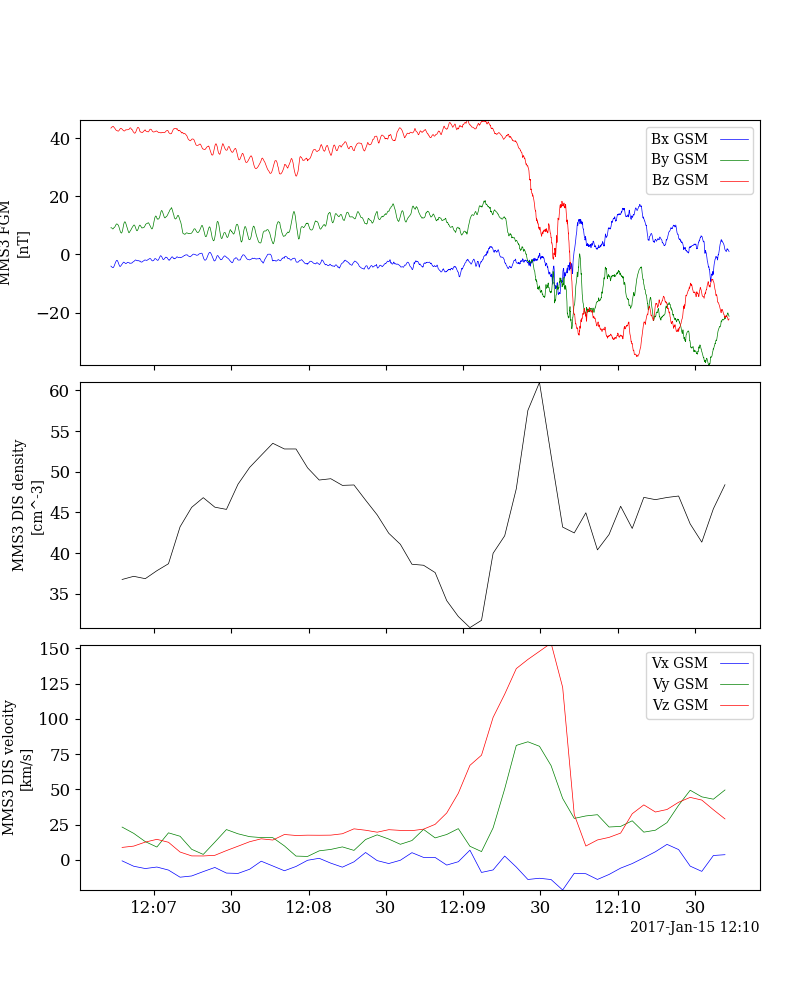 40
20
0
−20
MMS3 FGM
[nT]
Bx GSM
By GSM
Bz GSM
60
55
50
45
40
35
MMS3 DIS density
[cm^-3]
150
125
100
75
50
25
0
MMS3 DIS velocity
[km/s]
Vx GSM
Vy GSM
Vz GSM
12:07 30 12:08 30 12:09 30 12:10 30
2017-Jan-15 12:10